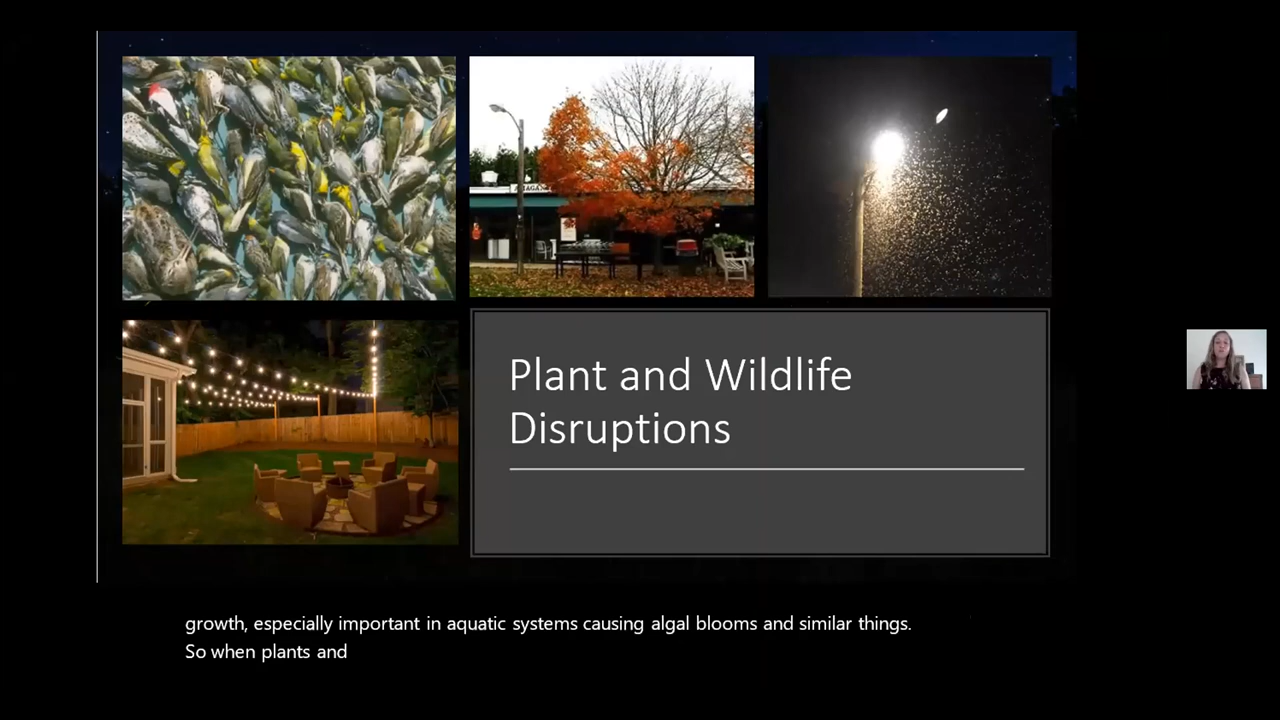 Plant and Wildlife
Disruptions
growth, especially important in aquatic systems causing algal blooms and similar things.
So when plants and